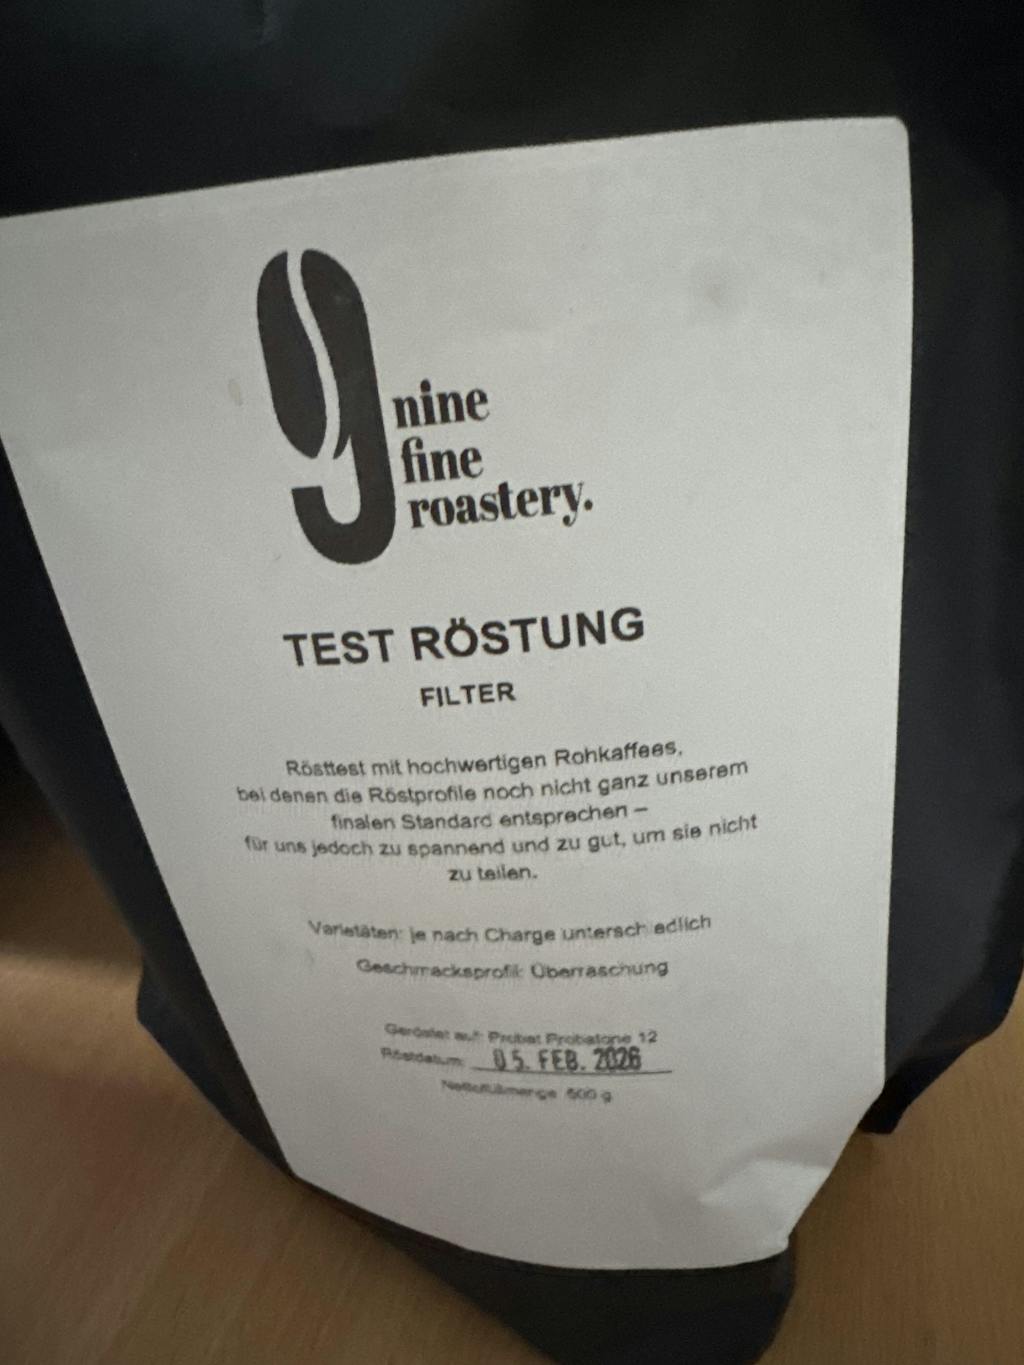 nine
fine
roastery.
TEST RÖSTUNG
FILTER
Rösttest mit hochwertigen Rohkaffees,
bei denen die Röstprofile noch nicht ganz unserem
finalen Standard entsprechen –
für uns jedoch zu spannend und zu gut, um sie nicht
zu teilen.
Varietäten: je nach Charge unterschiedlich
Geschmacksprofil: Überraschung
Geröstet auf: Probat Probatone 12
Röstdatum: 05. FEB. 2026
Nettofüllmenge 500 g